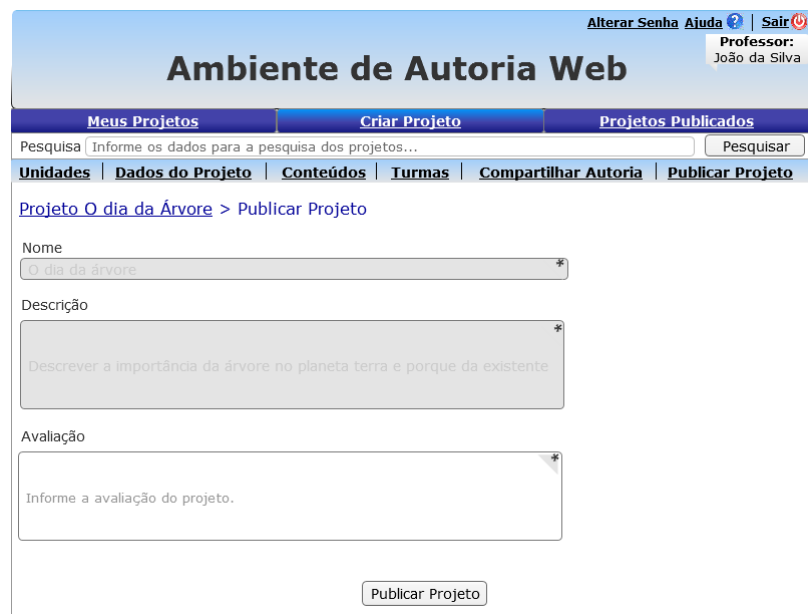 Alterar Senha Ajuda ? | Sair
Professor:
João da Silva
Ambiente de Autoria Web
Meus Projetos Criar Projeto Projetos Publicados
Pesquisa Informe os dados para a pesquisa dos projetos... Pesquisar
Unidades | Dados do Projeto | Conteúdos | Turmas | Compartilhar Autoria | Publicar Projeto
Projeto O dia da Árvore > Publicar Projeto
Nome
O dia da árvore *
Descrição
*
Descrever a importância da árvore no planeta terra e porque da existente
Avaliação
*
Informe a avaliação do projeto.
Publicar Projeto